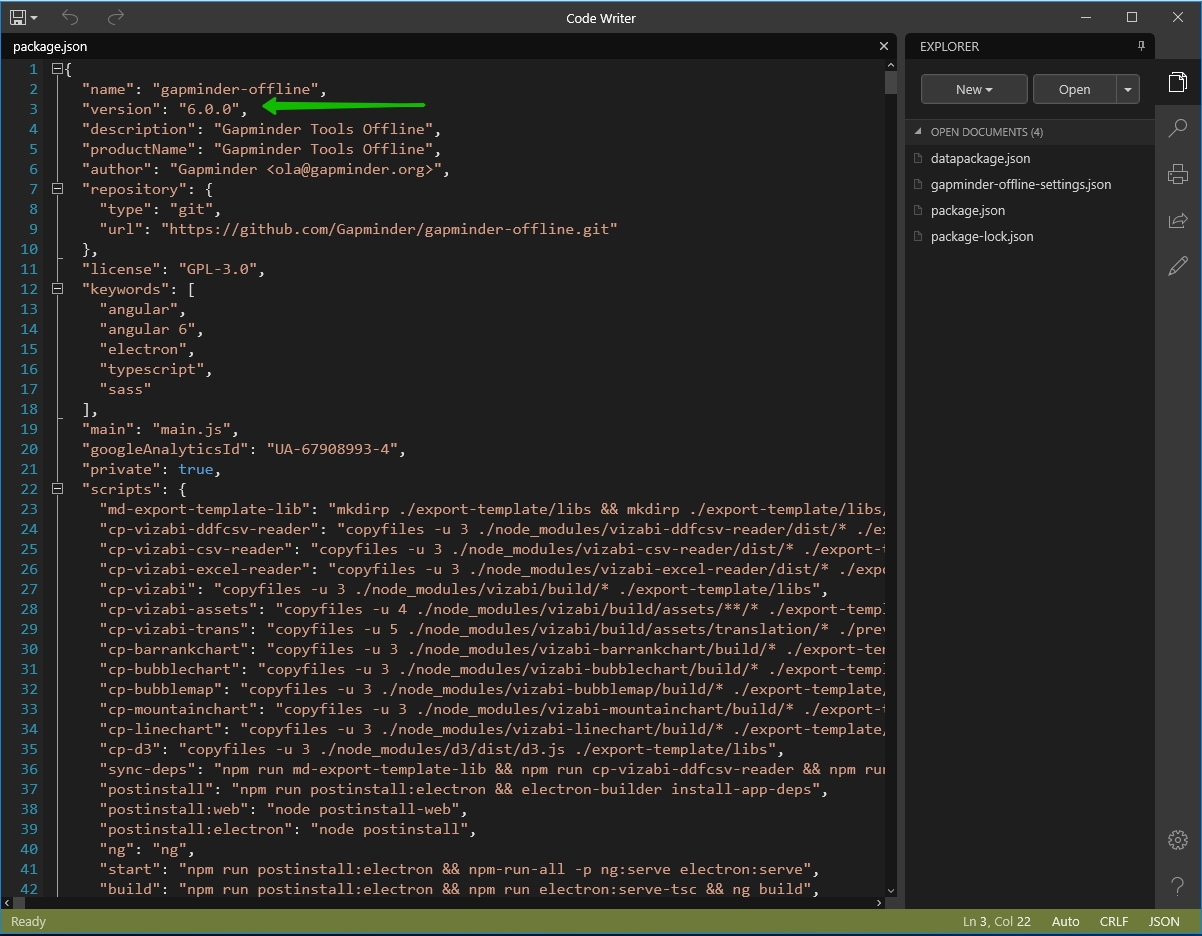 Code Writer
package.json
1 {
2 "name": "gapminder-offline",
3 "version": "6.0.0",
4 "description": "Gapminder Tools Offline",
5 "productName": "Gapminder Tools Offline",
6 "author": "Gapminder <ola@gapminder.org>",
7 "repository": {
8 "type": "git",
9 "url": "https://github.com/Gapminder/gapminder-offline.git"
10 },
11 "license": "GPL-3.0",
12 "keywords": [
13 "angular",
14 "angular 6",
15 "electron",
16 "typescript",
17 "sass"
18 ],
19 "main": "main.js",
20 "googleAnalyticsId": "UA-67908993-4",
21 "private": true,
22 "scripts": {
23 "md-export-template-lib": "mkdirp ./export-template/libs && mkdirp ./export-template/libs/
24 "cp-vizabi-ddfcsv-reader": "copyfiles -u 3 ./node_modules/vizabi-ddfcsv-reader/dist/* ./ex
25 "cp-vizabi-csv-reader": "copyfiles -u 3 ./node_modules/vizabi-csv-reader/dist/* ./export-t
26 "cp-vizabi-excel-reader": "copyfiles -u 3 ./node_modules/vizabi-excel-reader/dist/* ./expo
27 "cp-vizabi": "copyfiles -u 3 ./node_modules/vizabi/build/* ./export-template/libs",
28 "cp-vizabi-assets": "copyfiles -u 4 ./node_modules/vizabi/build/assets/**/* ./export-templ
29 "cp-vizabi-trans": "copyfiles -u 5 ./node_modules/vizabi/build/assets/translation/* ./prev
30 "cp-barrankchart": "copyfiles -u 3 ./node_modules/vizabi-barrankchart/build/* ./export-tem
31 "cp-bubblechart": "copyfiles -u 3 ./node_modules/vizabi-bubblechart/build/* ./export-templ
32 "cp-bubblemap": "copyfiles -u 3 ./node_modules/vizabi-bubblemap/build/* ./export-template/
33 "cp-mountainchart": "copyfiles -u 3 ./node_modules/vizabi-mountainchart/build/* ./export-t
34 "cp-linechart": "copyfiles -u 3 ./node_modules/vizabi-linechart/build/* ./export-template/
35 "cp-d3": "copyfiles -u 3 ./node_modules/d3/dist/d3.js ./export-template/libs",
36 "sync-deps": "npm run md-export-template-lib && npm run cp-vizabi-ddfcsv-reader && npm run
37 "postinstall": "npm run postinstall:electron && electron-builder install-app-deps",
38 "postinstall:web": "node postinstall-web",
39 "postinstall:electron": "node postinstall",
40 "ng": "ng",
41 "start": "npm run postinstall:electron && npm-run-all -p ng:serve electron:serve",
42 "build": "npm run postinstall:electron && npm run electron:serve-tsc && ng build",
EXPLORER
New
Open
OPEN DOCUMENTS (4)
datapackage.json
gapminder-offline-settings.json
package.json
package-lock.json
Ready
Ln 3, Col 22 Auto CRLF JSON